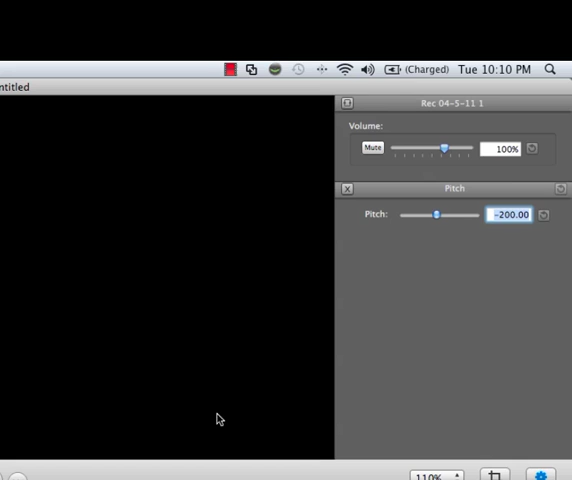 (Charged) Tue 10:10 PM
ntitled
Rec 04-5-11 1
Volume:
Mute 100%
X Pitch
Pitch: -200.00
110%